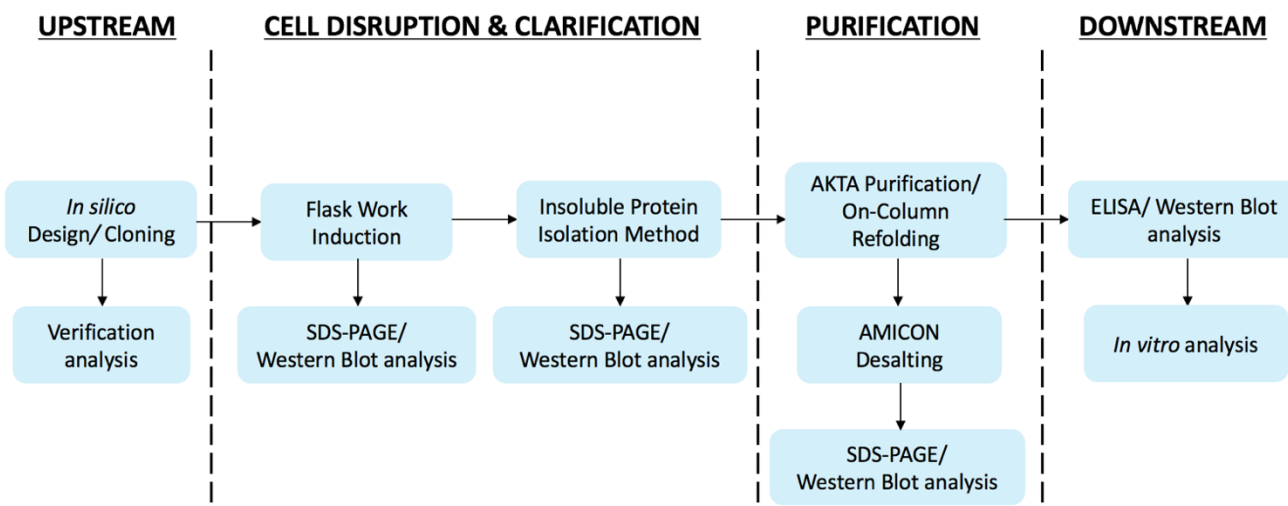 UPSTREAM
CELL DISRUPTION & CLARIFICATION
PURIFICATION
DOWNSTREAM
In silico
Design/ Cloning
Verification
analysis
Flask Work
Induction
SDS-PAGE/
Western Blot analysis
Insoluble Protein
Isolation Method
SDS-PAGE/
Western Blot analysis
AKTA Purification/
On-Column
Refolding
AMICON
Desalting
SDS-PAGE/
Western Blot analysis
ELISA/ Western Blot
analysis
In vitro analysis